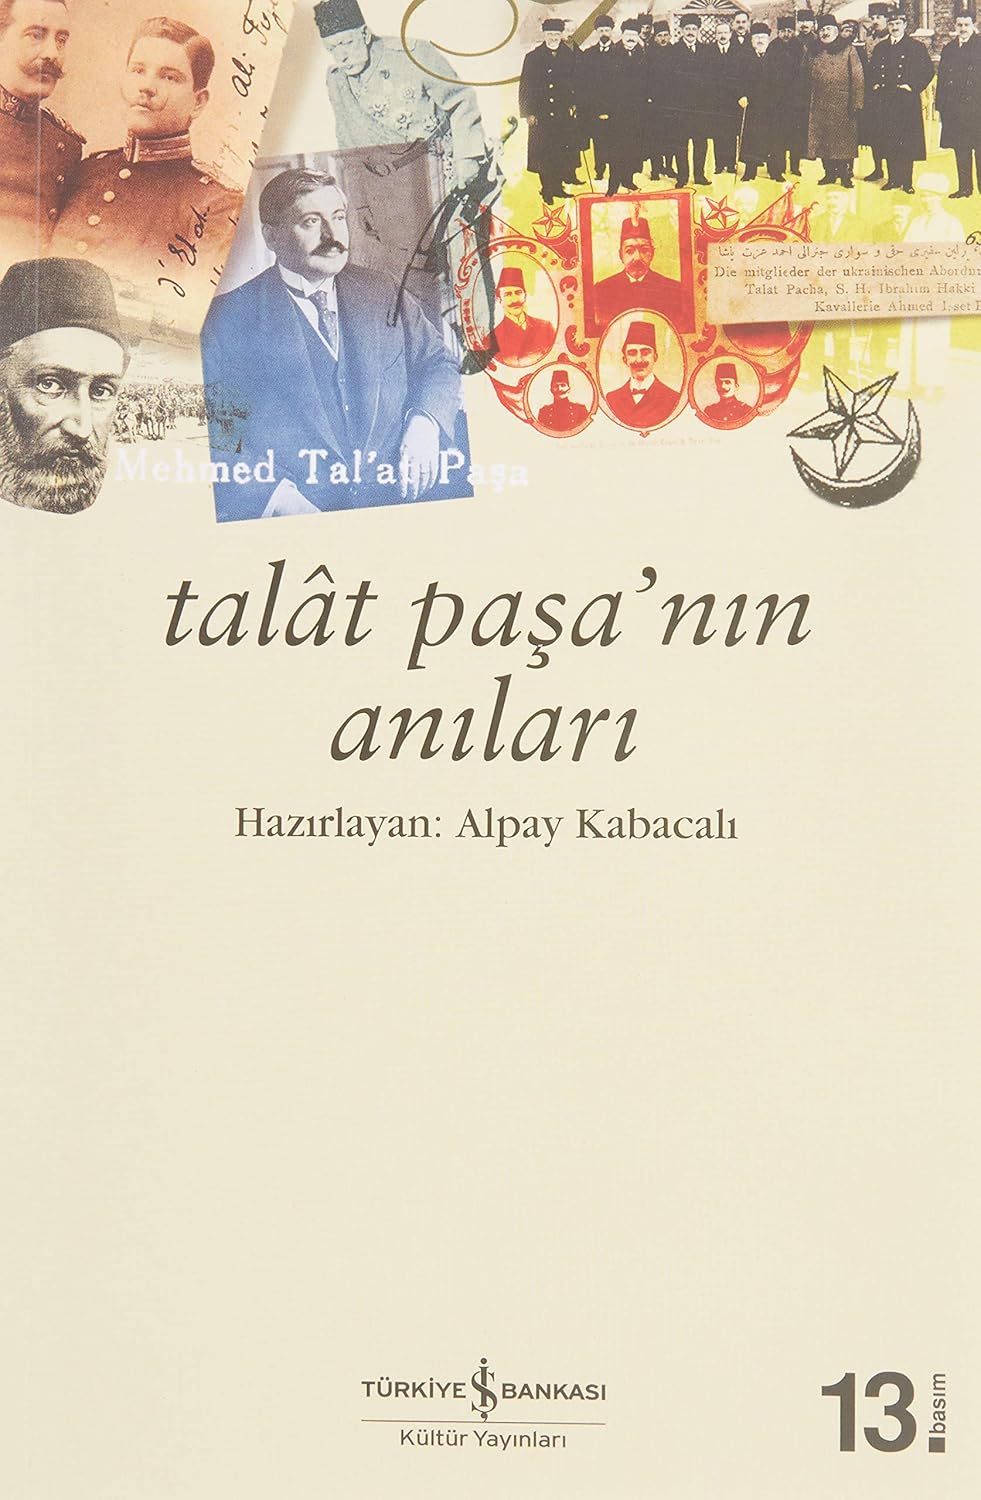 Mehmed Tal'at Paşa
Die mitglieder der ukrainischen Abordnu
Talat Pacha, S. H. Ibrahim Hakki
Kavallerie Ahmed I
talât paşa'nın
anıları
Hazırlayan: Alpay Kabacalı
TÜRKİYE İŞ BANKASI
Kültür Yayınları
13. basım